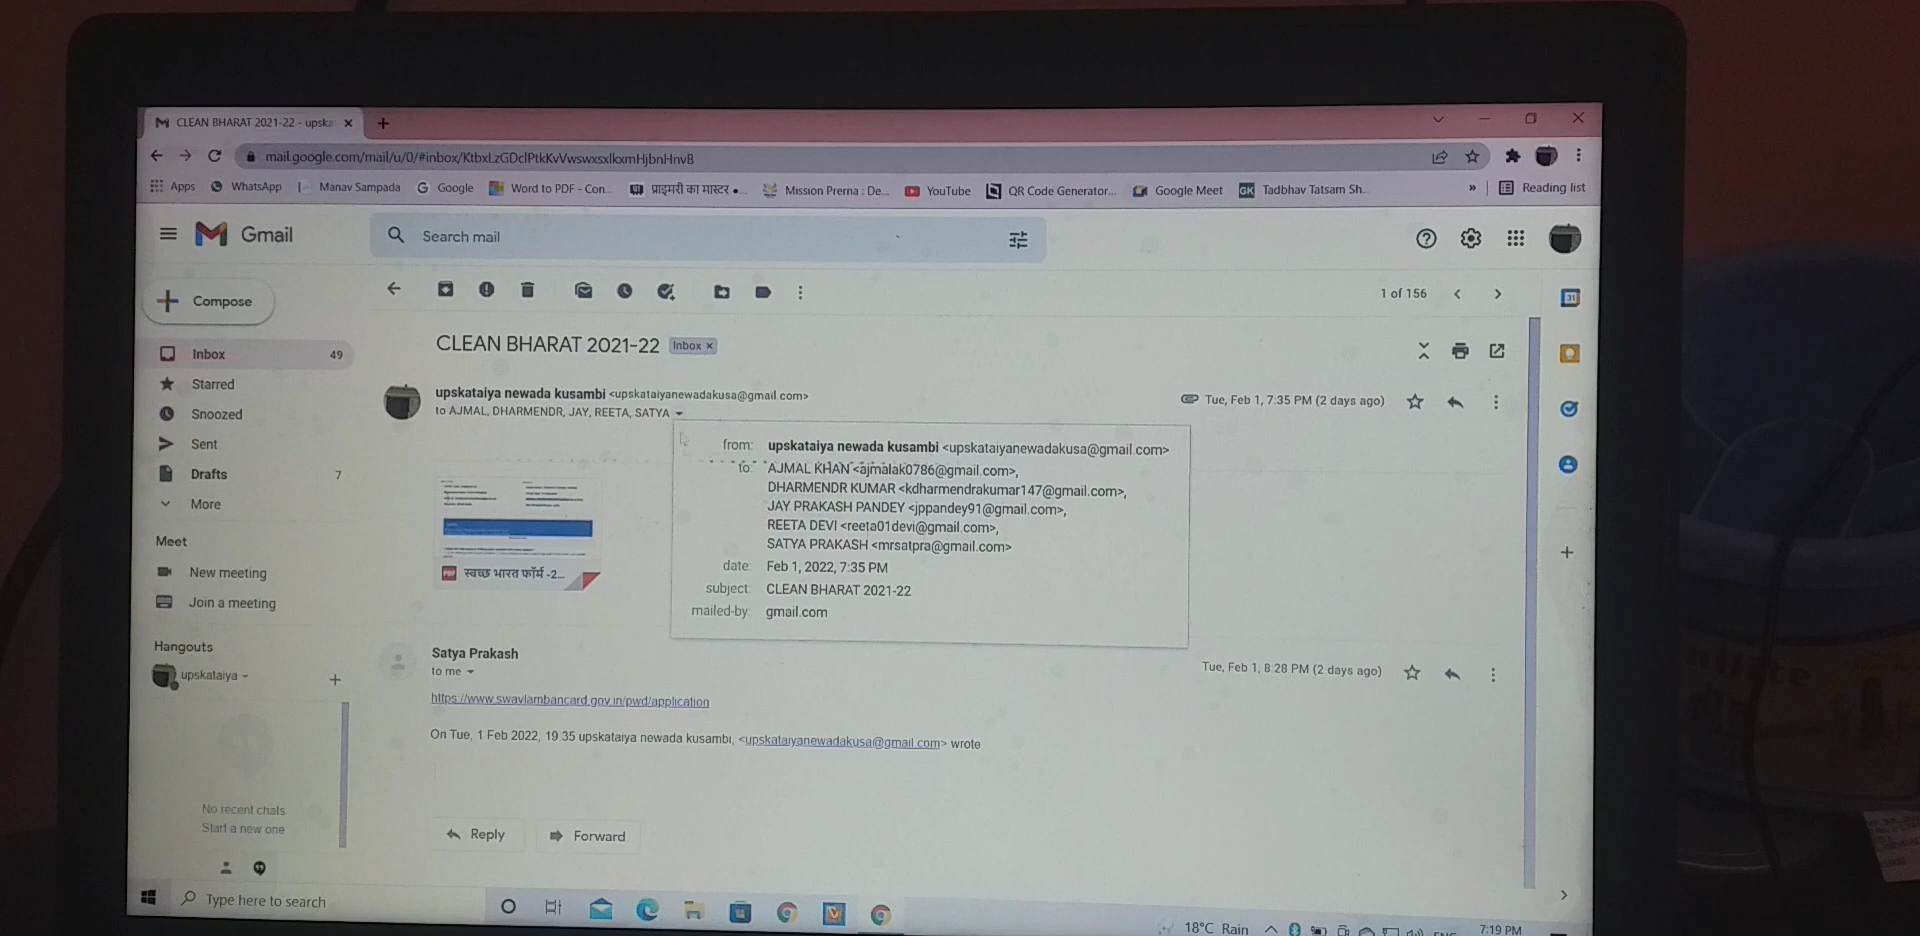 CLEAN BHARAT 2021-22 - upska
mail.google.com/mail/u/0/#inbox/KtbxLzGDclPtkKvVwswxsxlkxmHjbnHnvB
Apps WhatsApp Manav Sampada Google Word to PDF - Con... प्राइमरी का मास्टर ●... Mission Prerna : De... YouTube QR Code Generator... Google Meet GK Tadbhav Tatsam Sh... » Reading list
Gmail
Search mail
Compose
1 of 156
Inbox 49
Starred
Snoozed
Sent
Drafts 7
More
Meet
New meeting
Join a meeting
Hangouts
upskataiya
No recent chats
Start a new one
CLEAN BHARAT 2021-22 Inbox ×
upskataiya newada kusambi <upskataiyanewadakusa@gmail.com>
Tue, Feb 1, 7:35 PM (2 days ago)
to AJMAL, DHARMENDR, JAY, REETA, SATYA
from: upskataiya newada kusambi <upskataiyanewadakusa@gmail.com>
to: AJMAL KHAN <ajmalak0786@gmail.com>,
DHARMENDR KUMAR <kdharmendrakumar147@gmail.com>,
JAY PRAKASH PANDEY <jppandey91@gmail.com>,
REETA DEVI <reeta01devi@gmail.com>,
SATYA PRAKASH <mrsatpra@gmail.com>
date: Feb 1, 2022, 7:35 PM
subject: CLEAN BHARAT 2021-22
mailed-by: gmail.com
PDF स्वच्छ भारत फॉर्म -2...
Satya Prakash
Tue, Feb 1, 8:28 PM (2 days ago)
to me
https://www.swavlambancard.gov.in/pwd/application
On Tue, 1 Feb 2022, 19:35 upskataiya newada kusambi, <upskataiyanewadakusa@gmail.com> wrote
Reply Forward
Type here to search
18°C Rain
7:19 PM